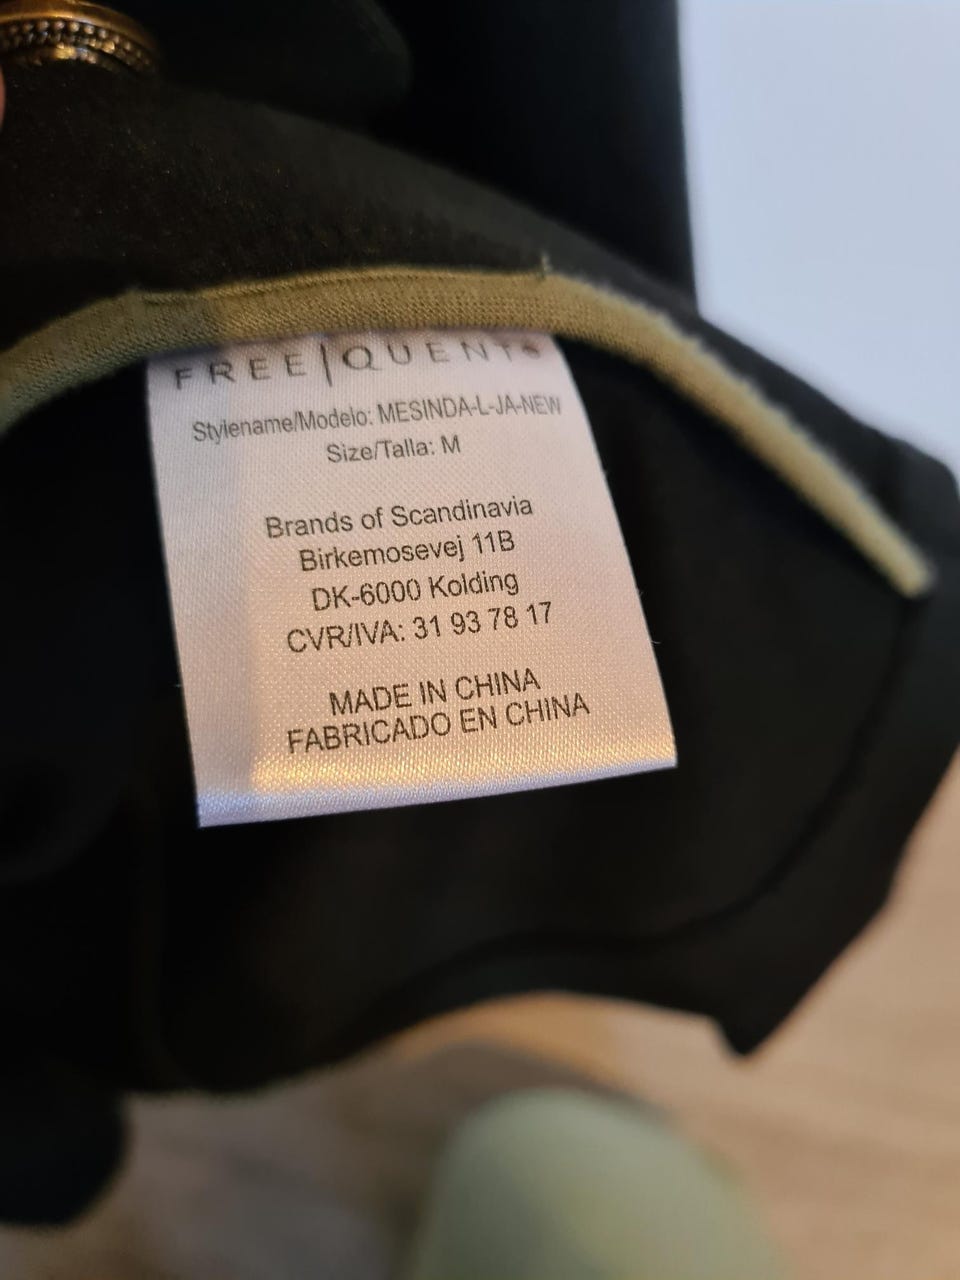 FREE|QUENT®
Stylename/Modelo: MESINDA-L-JA-NEW
Size/Talla: M
Brands of Scandinavia
Birkemosevej 11B
DK-6000 Kolding
CVR/IVA: 31 93 78 17
MADE IN CHINA
FABRICADO EN CHINA